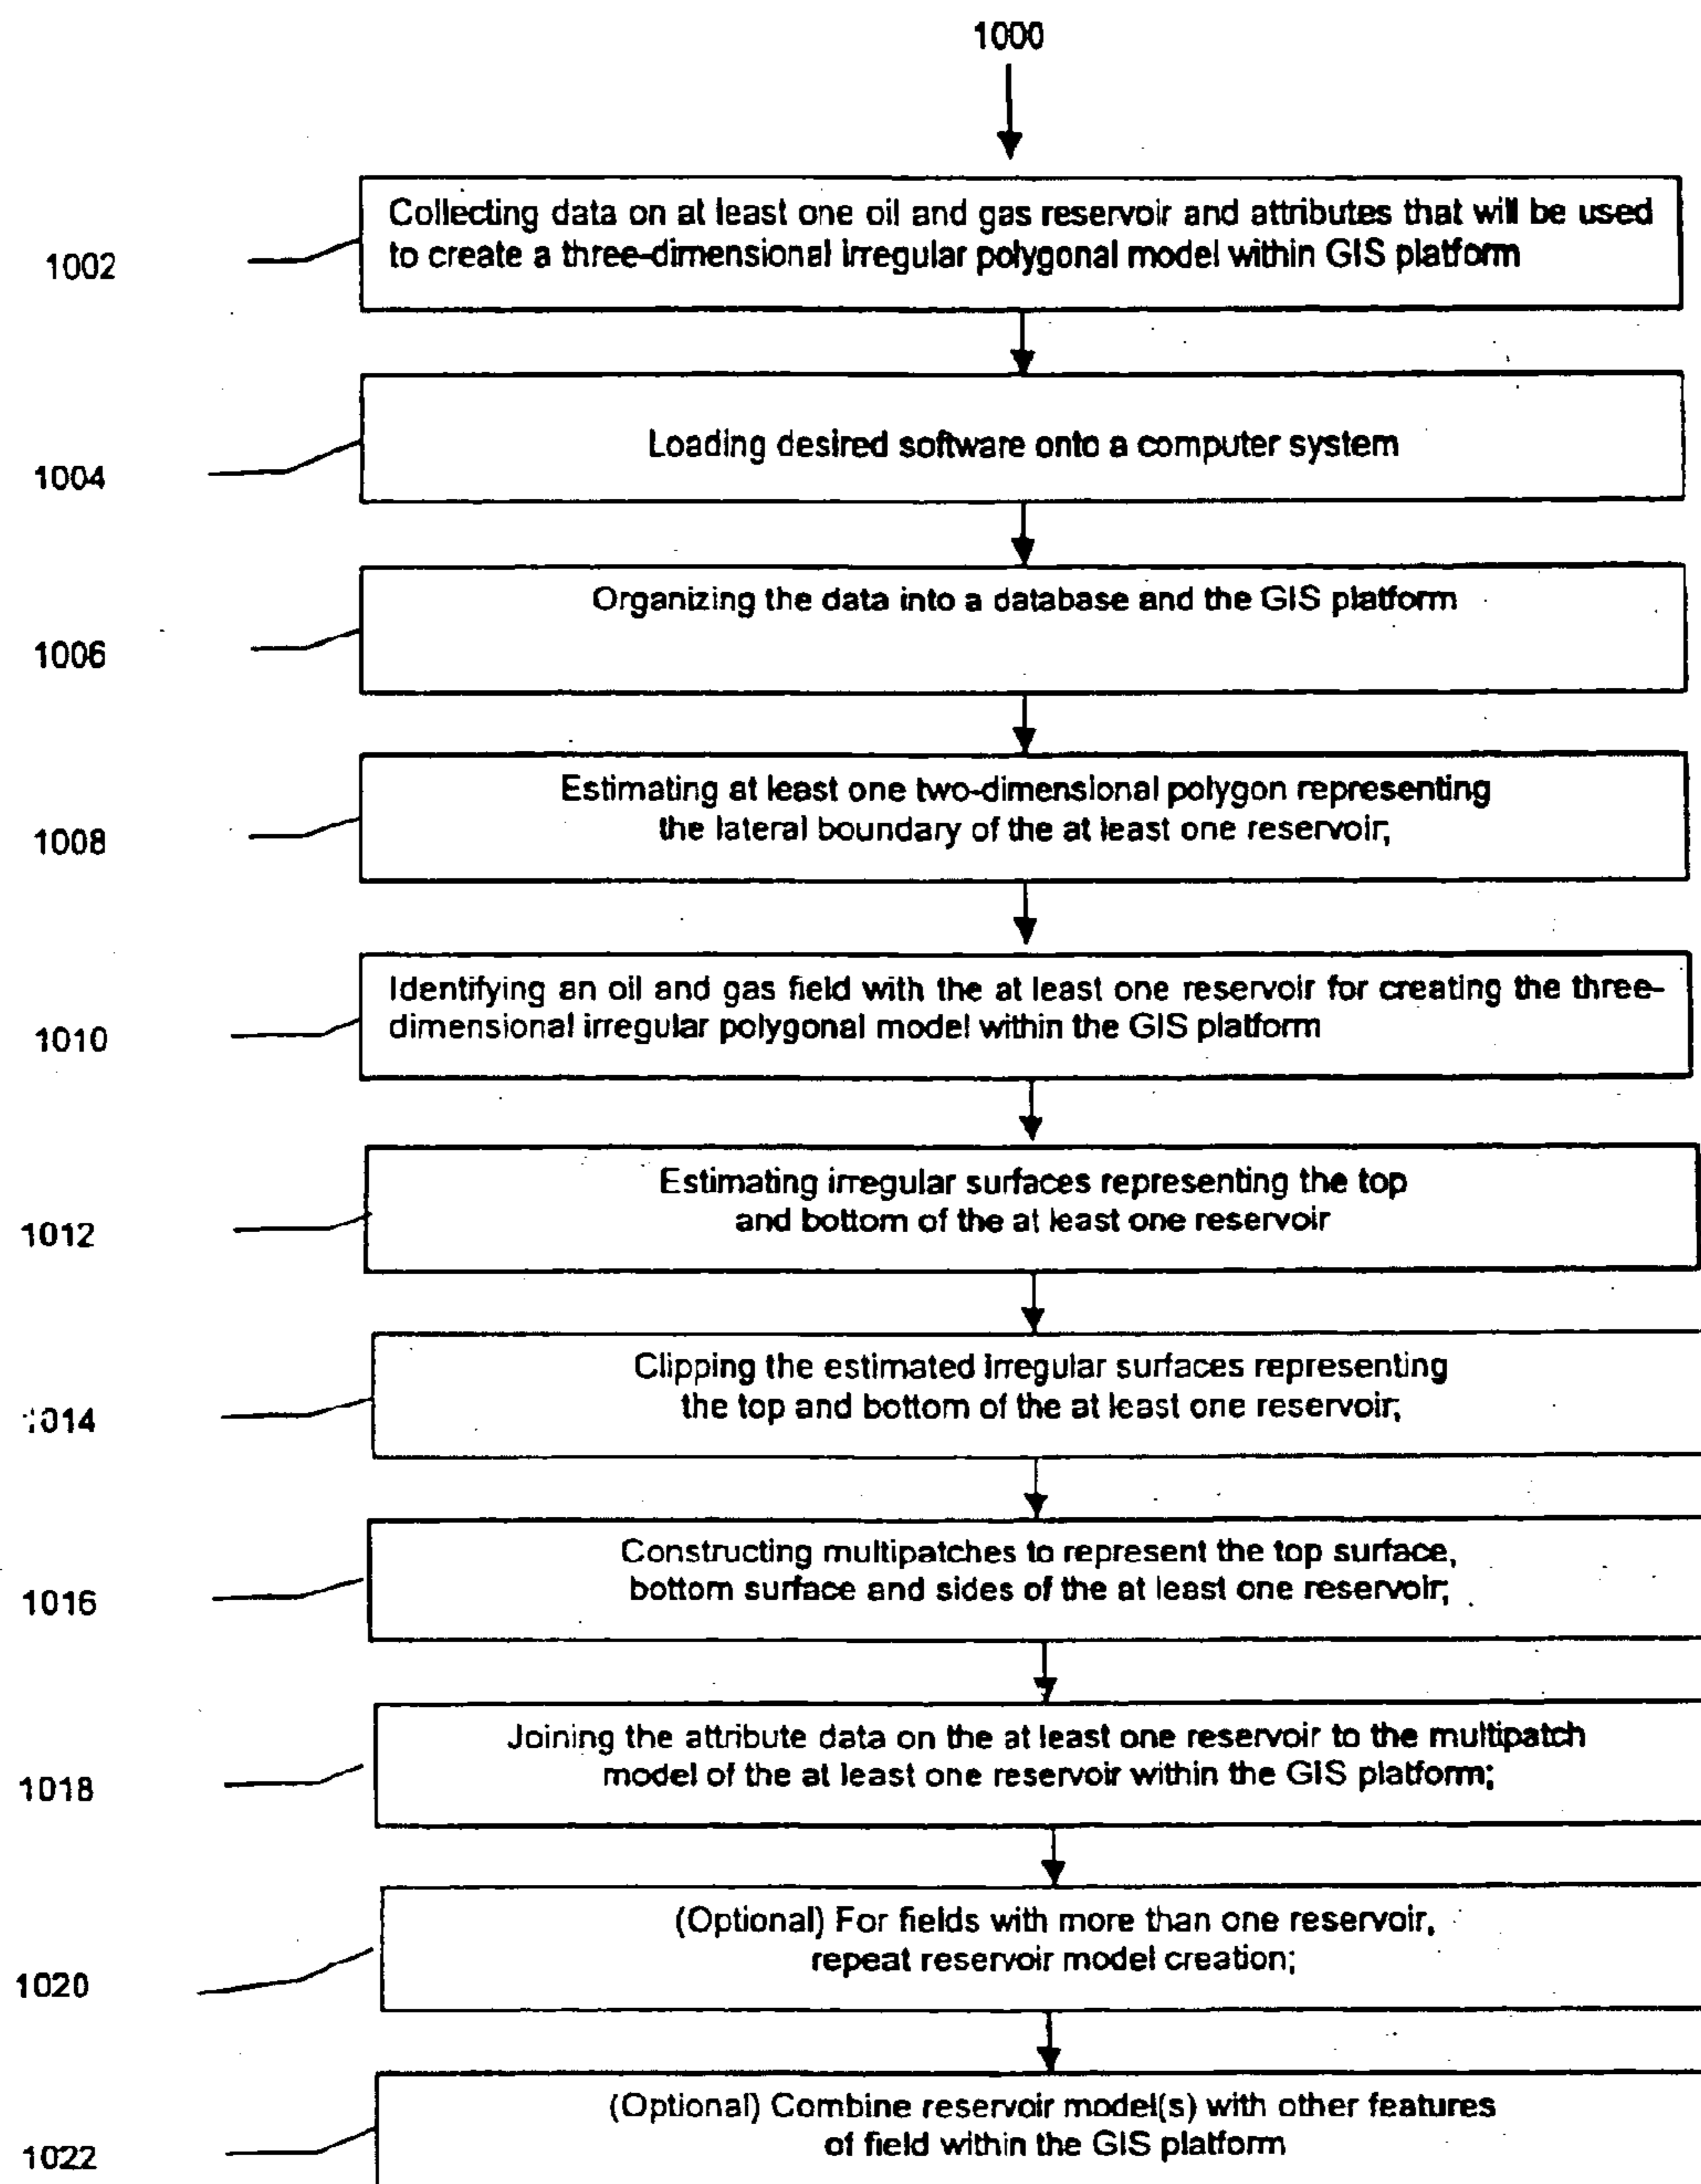 1000
1002
Collecting data on at least one oil and gas reservoir and attributes that will be used
to create a three-dimensional irregular polygonal model within GIS platform
1004
Loading desired software onto a computer system
1006
Organizing the data into a database and the GIS platform
1008
Estimating at least one two-dimensional polygon representing
the lateral boundary of the at least one reservoir;
1010
Identifying an oil and gas field with the at least one reservoir for creating the three-
dimensional irregular polygonal model within the GIS platform
1012
Estimating irregular surfaces representing the top
and bottom of the at least one reservoir
1014
Clipping the estimated irregular surfaces representing
the top and bottom of the at least one reservoir;
1016
Constructing multipatches to represent the top surface,
bottom surface and sides of the at least one reservoir;
1018
Joining the attribute data on the at least one reservoir to the multipatch
model of the at least one reservoir within the GIS platform;
1020
(Optional) For fields with more than one reservoir,
repeat reservoir model creation;
1022
(Optional) Combine reservoir model(s) with other features
of field within the GIS platform